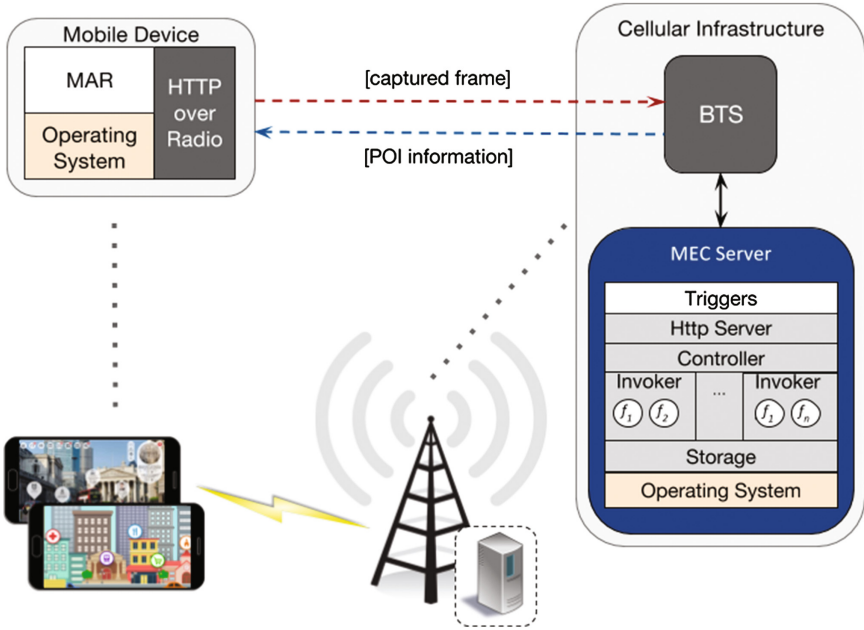 Mobile Device
MAR
Operating
System
HTTP
over
Radio
[captured frame]
[POI information]
Cellular Infrastructure
BTS
MEC Server
Triggers
Http Server
Controller
Invoker
f1 f2
...
Invoker
f1 fn
Storage
Operating System